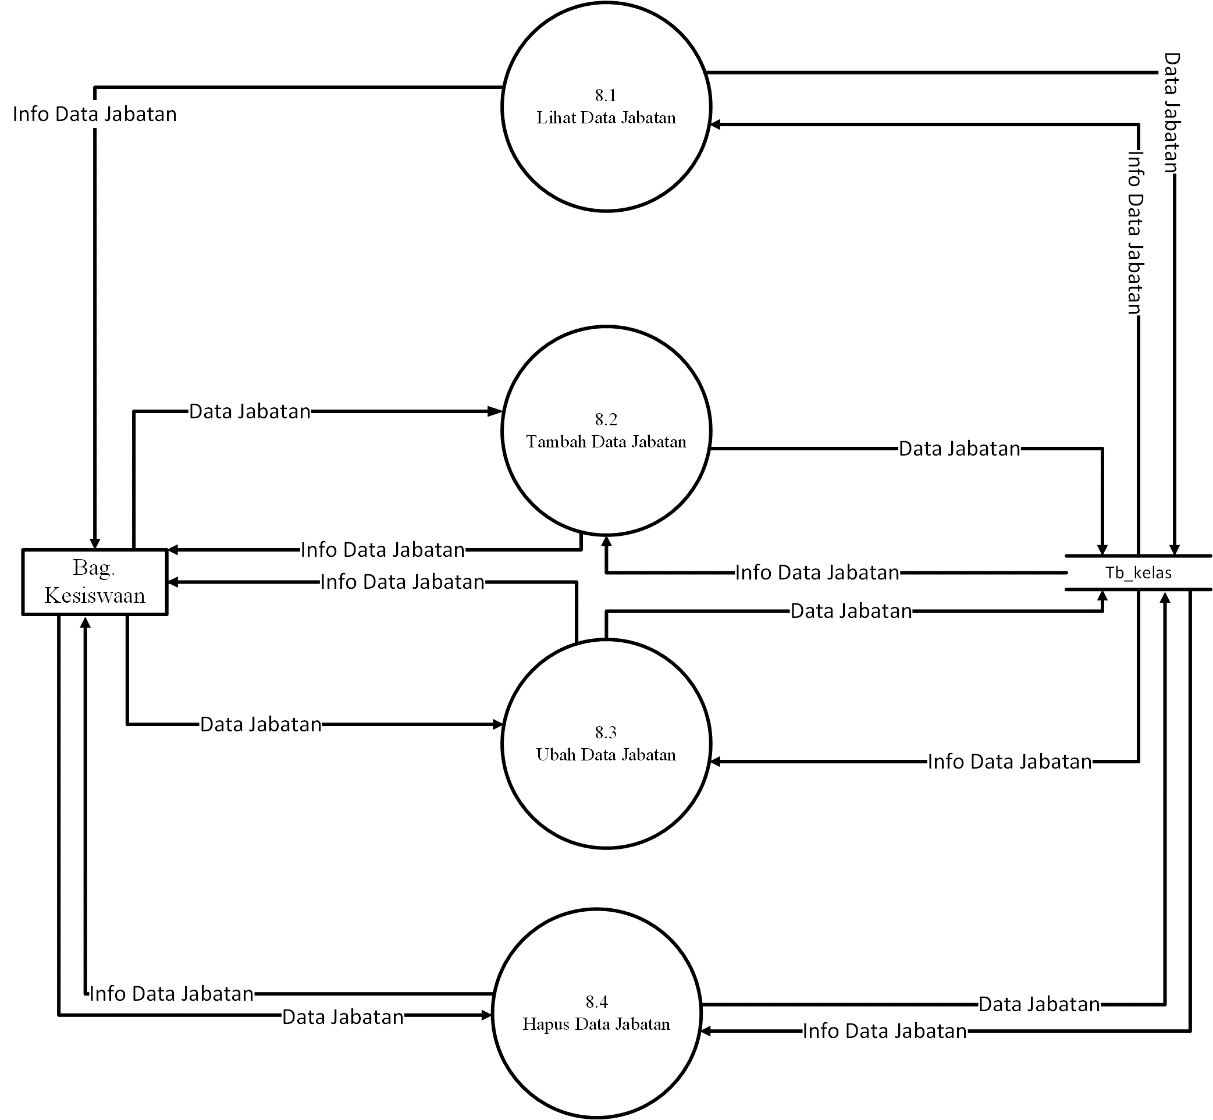 8.1
Lihat Data Jabatan
Info Data Jabatan
Data Jabatan
Info Data Jabatan
Data Jabatan
8.2
Tambah Data Jabatan
Data Jabatan
Info Data Jabatan
Bag.
Kesiswaan
Info Data Jabatan
Info Data Jabatan
Tb_kelas
Data Jabatan
Data Jabatan
8.3
Ubah Data Jabatan
Info Data Jabatan
Info Data Jabatan
Data Jabatan
8.4
Hapus Data Jabatan
Data Jabatan
Info Data Jabatan